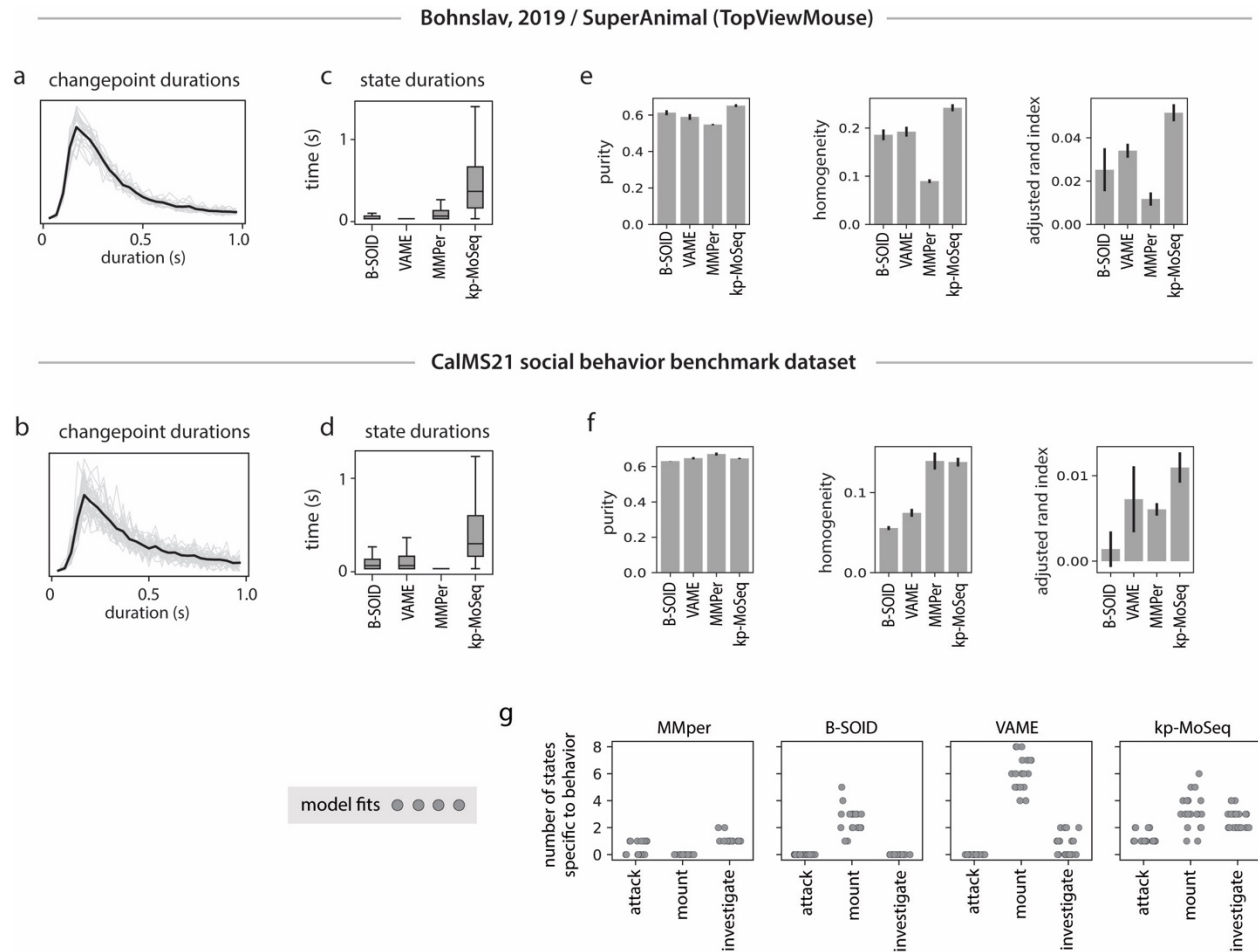 Bohnslav, 2019 / SuperAnimal (TopViewMouse)
a
changepoint durations
0
0.5
1.0
duration (s)
c
state durations
time (s)
1
0
B-SOID
VAME
MMPer
kp-MoSeq
e
purity
0.6
0.4
0.2
0.0
B-SOID
VAME
MMPer
kp-MoSeq
homogeneity
0.2
0.1
0.0
B-SOID
VAME
MMPer
kp-MoSeq
adjusted rand index
0.04
0.02
0.00
B-SOID
VAME
MMPer
kp-MoSeq
CalMS21 social behavior benchmark dataset
b
changepoint durations
0
0.5
1.0
duration (s)
d
state durations
time (s)
1
0
B-SOID
VAME
MMPer
kp-MoSeq
f
purity
0.6
0.4
0.2
0.0
B-SOID
VAME
MMPer
kp-MoSeq
homogeneity
0.1
0.0
B-SOID
VAME
MMPer
kp-MoSeq
adjusted rand index
0.01
0.00
B-SOID
VAME
MMPer
kp-MoSeq
g
model fits
number of states
specific to behavior
8
6
4
2
0
MMper
attack
mount
investigate
B-SOID
attack
mount
investigate
VAME
attack
mount
investigate
kp-MoSeq
attack
mount
investigate